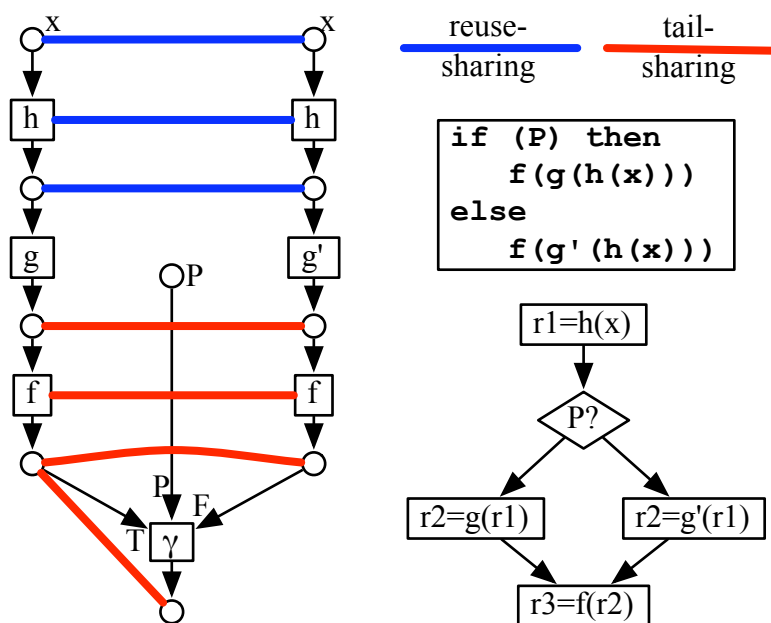 x x
h h
g g'
P
f f
P
T F
γ
reuse-
sharing
tail-
sharing
if (P) then
f(g(h(x)))
else
f(g'(h(x)))
r1=h(x)
P?
r2=g(r1) r2=g'(r1)
r3=f(r2)